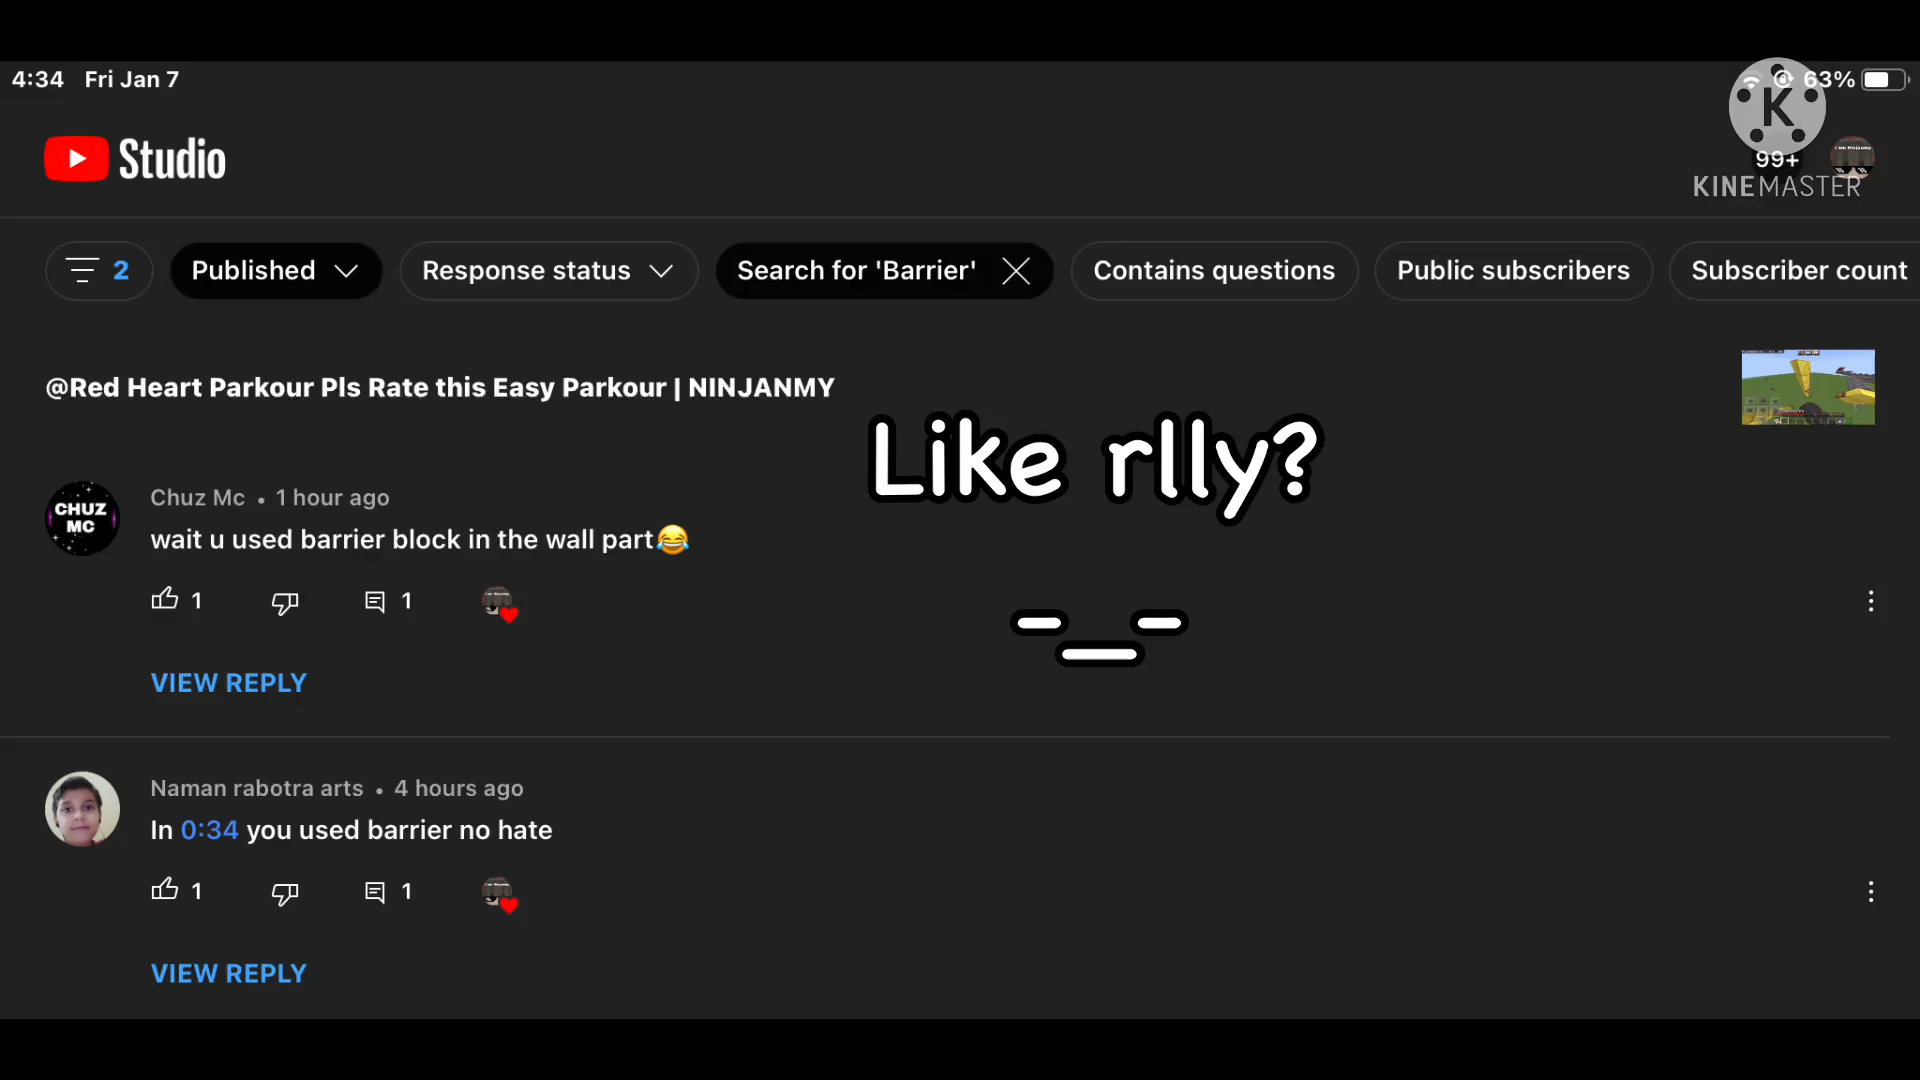 4:34 Fri Jan 7
63%
K
KINEMASTER
Studio
99+
2
Published
Response status
Search for 'Barrier'
Contains questions
Public subscribers
Subscriber count
@Red Heart Parkour Pls Rate this Easy Parkour | NINJANMY
Like rlly?
CHUZ
MC
Chuz Mc • 1 hour ago
wait u used barrier block in the wall part😂
1
1
VIEW REPLY
Naman rabotra arts • 4 hours ago
In 0:34 you used barrier no hate
1
1
VIEW REPLY